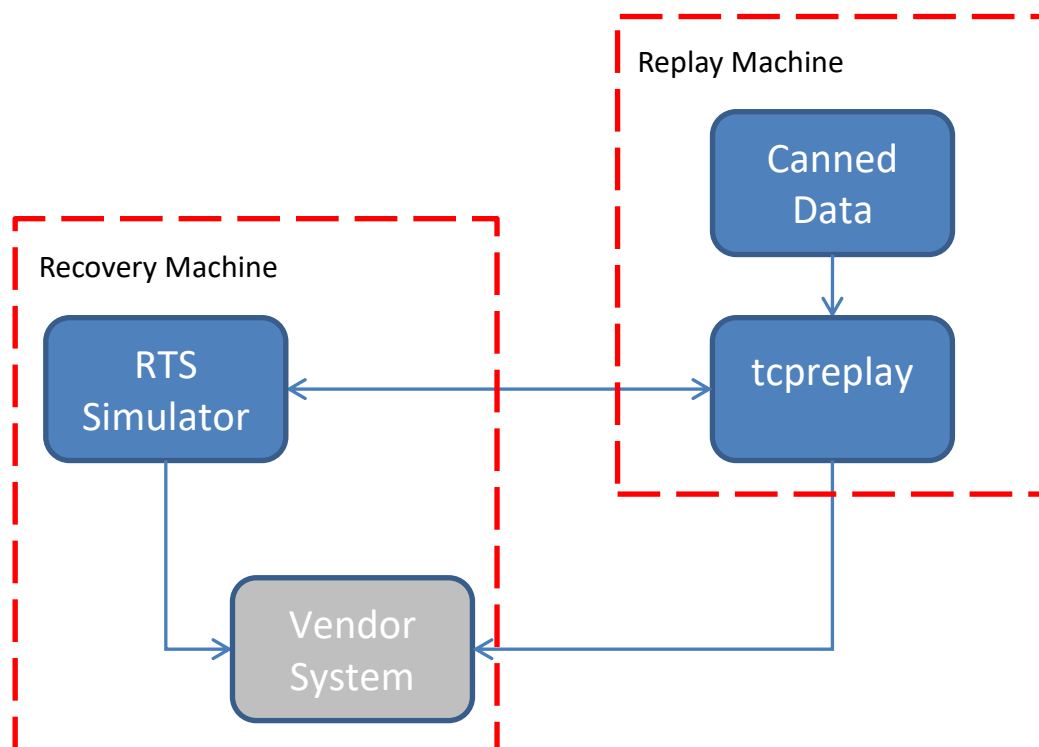 Replay Machine
Canned
Data
Recovery Machine
RTS
Simulator
tcpreplay
Vendor
System